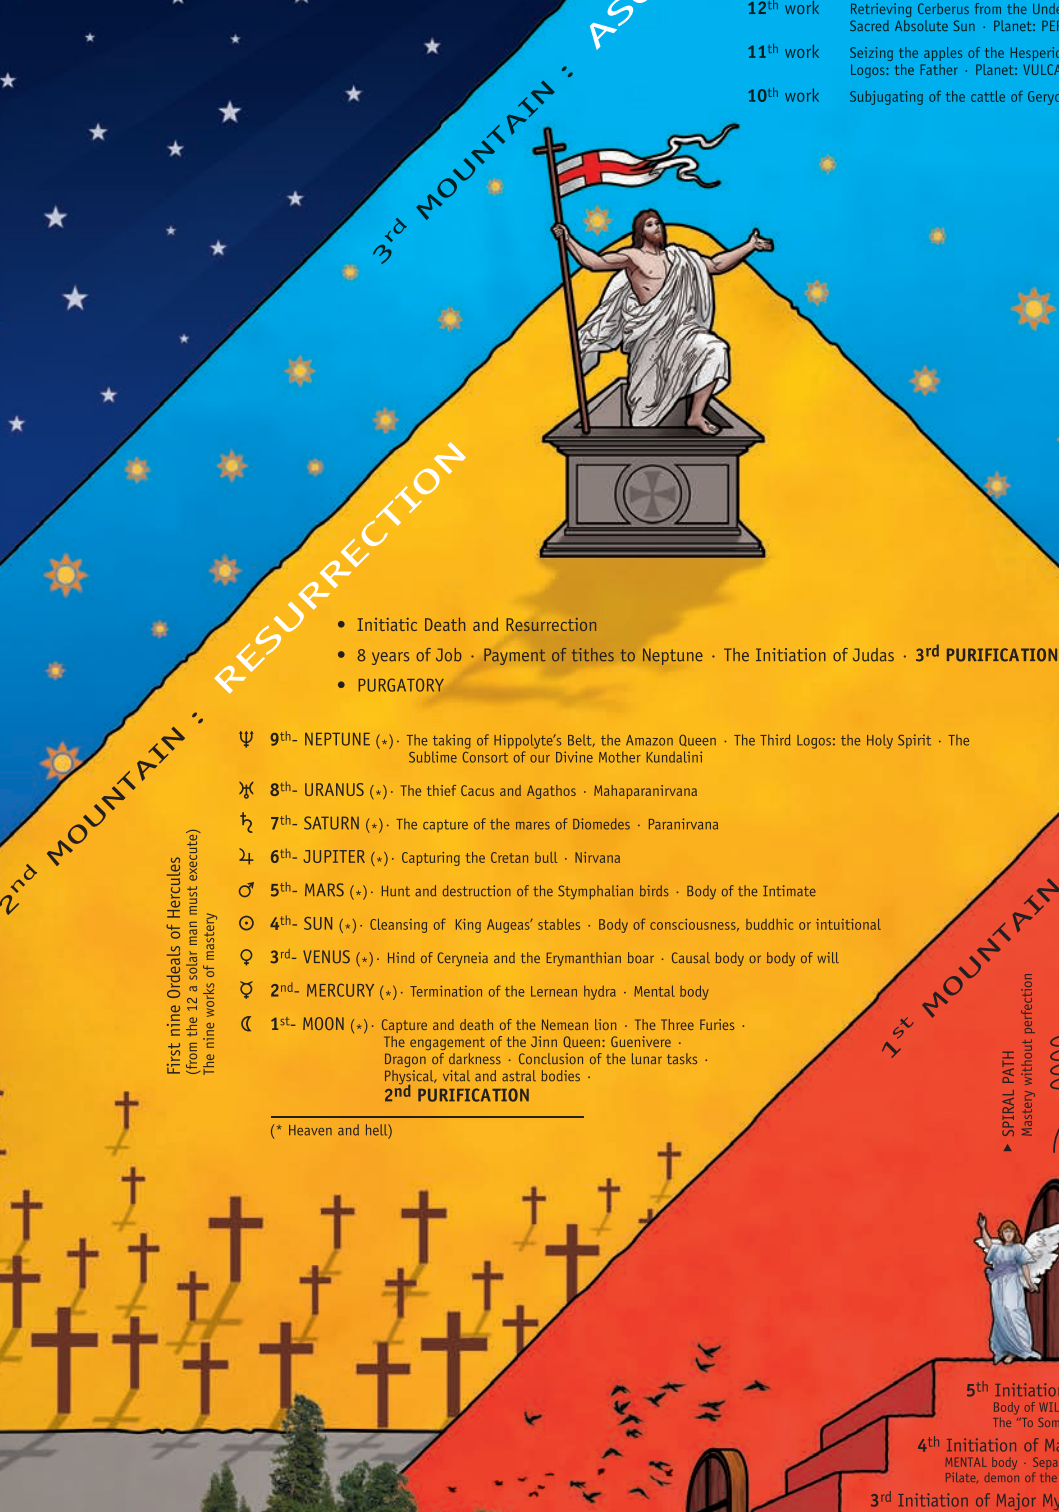 12th work Retrieving Cerberus from the
Sacred Absolute Sun · Planet:
11th work Seizing the apples of the
Logos: the Father · Planet:
10th work Subjugating of the cattle of
3rd MOUNTAIN :
2nd MOUNTAIN : RESURRECTION
• Initiatic Death and Resurrection
• 8 years of Job · Payment of tithes to Neptune · The Initiation of Judas · 3rd PURIFICATION
• PURGATORY
♆ 9th- NEPTUNE (*)· The taking of Hippolyte's Belt, the Amazon Queen · The Third Logos: the Holy Spirit · The
Sublime Consort of our Divine Mother Kundalini
♅ 8th- URANUS (*)· The thief Cacus and Agathos · Mahaparanirvana
♄ 7th- SATURN (*)· The capture of the mares of Diomedes · Paranirvana
♃ 6th- JUPITER (*)· Capturing the Cretan bull · Nirvana
♂ 5th- MARS (*)· Hunt and destruction of the Stymphalian birds · Body of the Intimate
☉ 4th- SUN (*)· Cleansing of King Augeas' stables · Body of consciousness, buddhic or intuitional
♀ 3rd- VENUS (*)· Hind of Ceryneia and the Erymanthian boar · Causal body or body of will
☿ 2nd- MERCURY (*)· Termination of the Lernean hydra · Mental body
☾ 1st- MOON (*)· Capture and death of the Nemean lion · The Three Furies ·
The engagement of the Jinn Queen: Guenivere ·
Dragon of darkness · Conclusion of the lunar tasks ·
Physical, vital and astral bodies ·
2nd PURIFICATION
(* Heaven and hell)
First nine Ordeals of Hercules
(from the 12 a solar man must execute)
The nine works of mastery
1st MOUNTAIN
▶ SPIRAL PATH
Mastery without perfection
5th Initiation
Body of
The "To
4th Initiation of
MENTAL body ·
Pilate, demon of the
3rd Initiation of Major